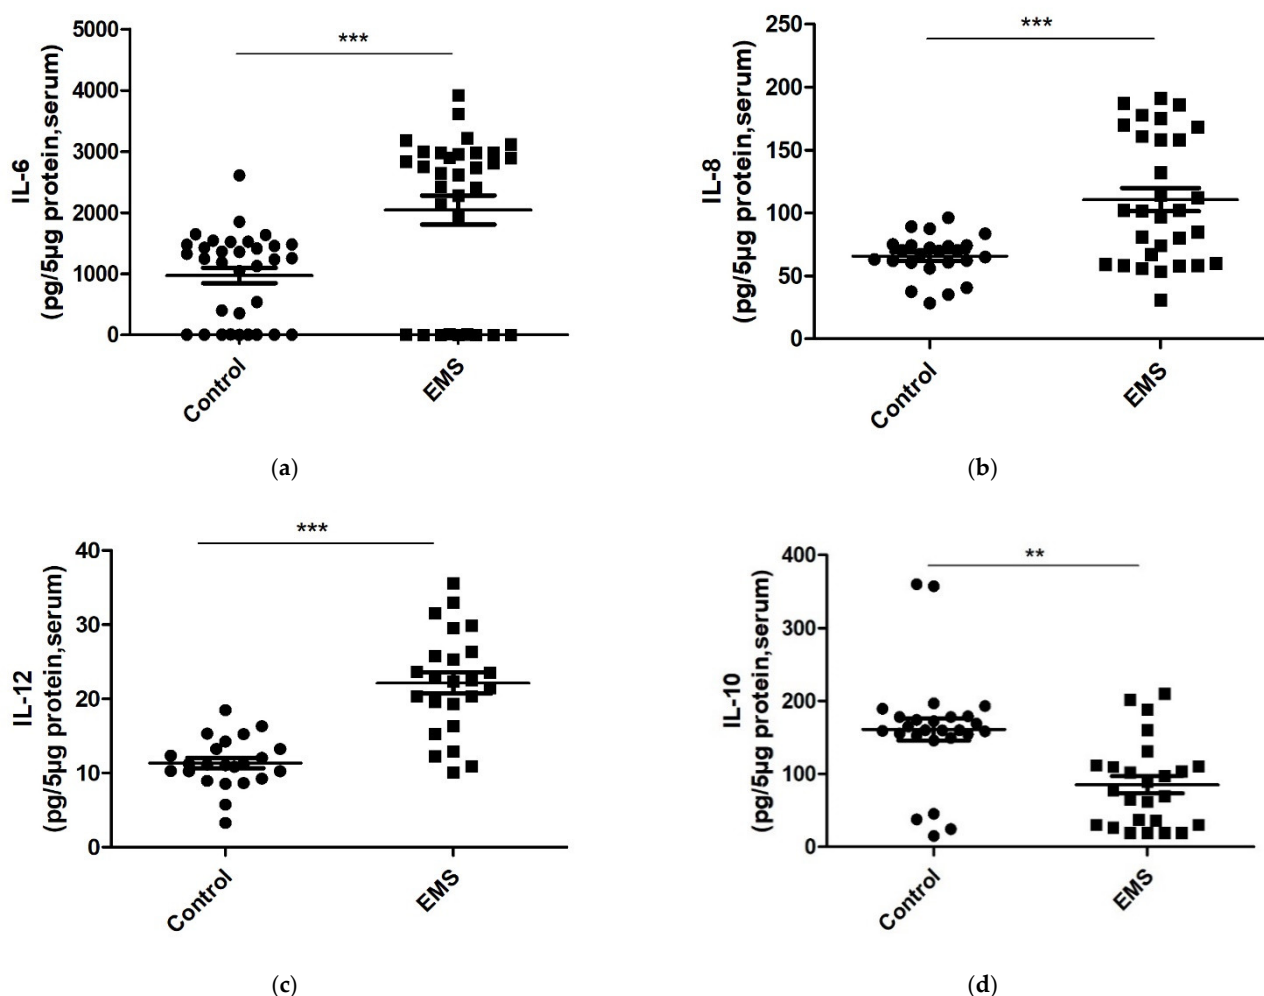 IL-6
(pg/5µg protein,serum)
5000
4000
3000
2000
1000
0
***
Control
EMS
(a)
IL-8
(pg/5µg protein,serum)
250
200
150
100
50
0
***
Control
EMS
(b)
IL-12
(pg/5µg protein,serum)
40
30
20
10
0
***
Control
EMS
(c)
IL-10
(pg/5µg protein,serum)
400
300
200
100
0
**
Control
EMS
(d)